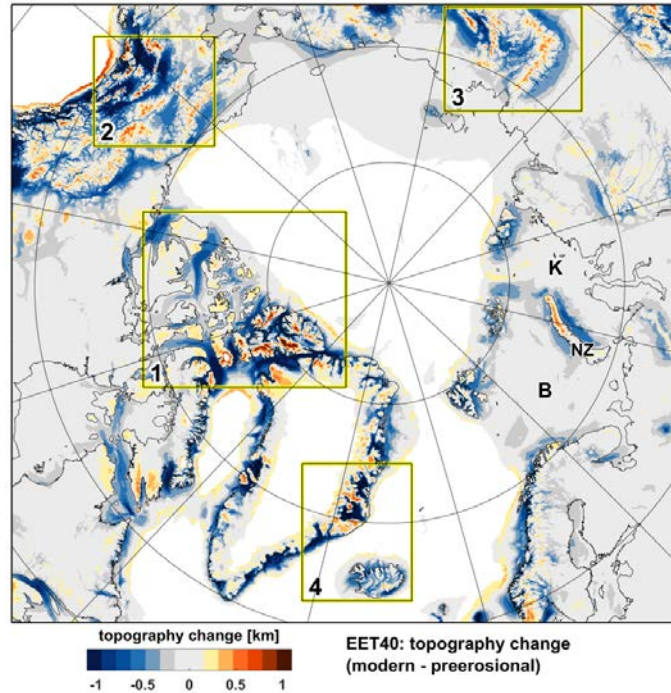 3
2
K
NZ
1
B
4
topography change [km]
-1 -0.5 0 0.5 1
EET40: topography change
(modern - preerosional)